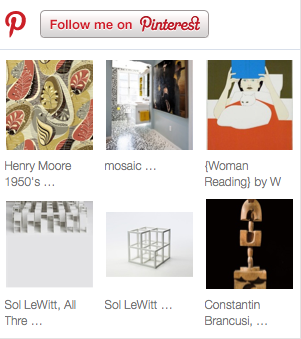 Follow me on Pinterest
Henry Moore
1950's ...
mosaic ...
{Woman
Reading} by W
Sol LeWitt, All
Thre ...
Sol LeWitt ...
Constantin
Brancusi, ...